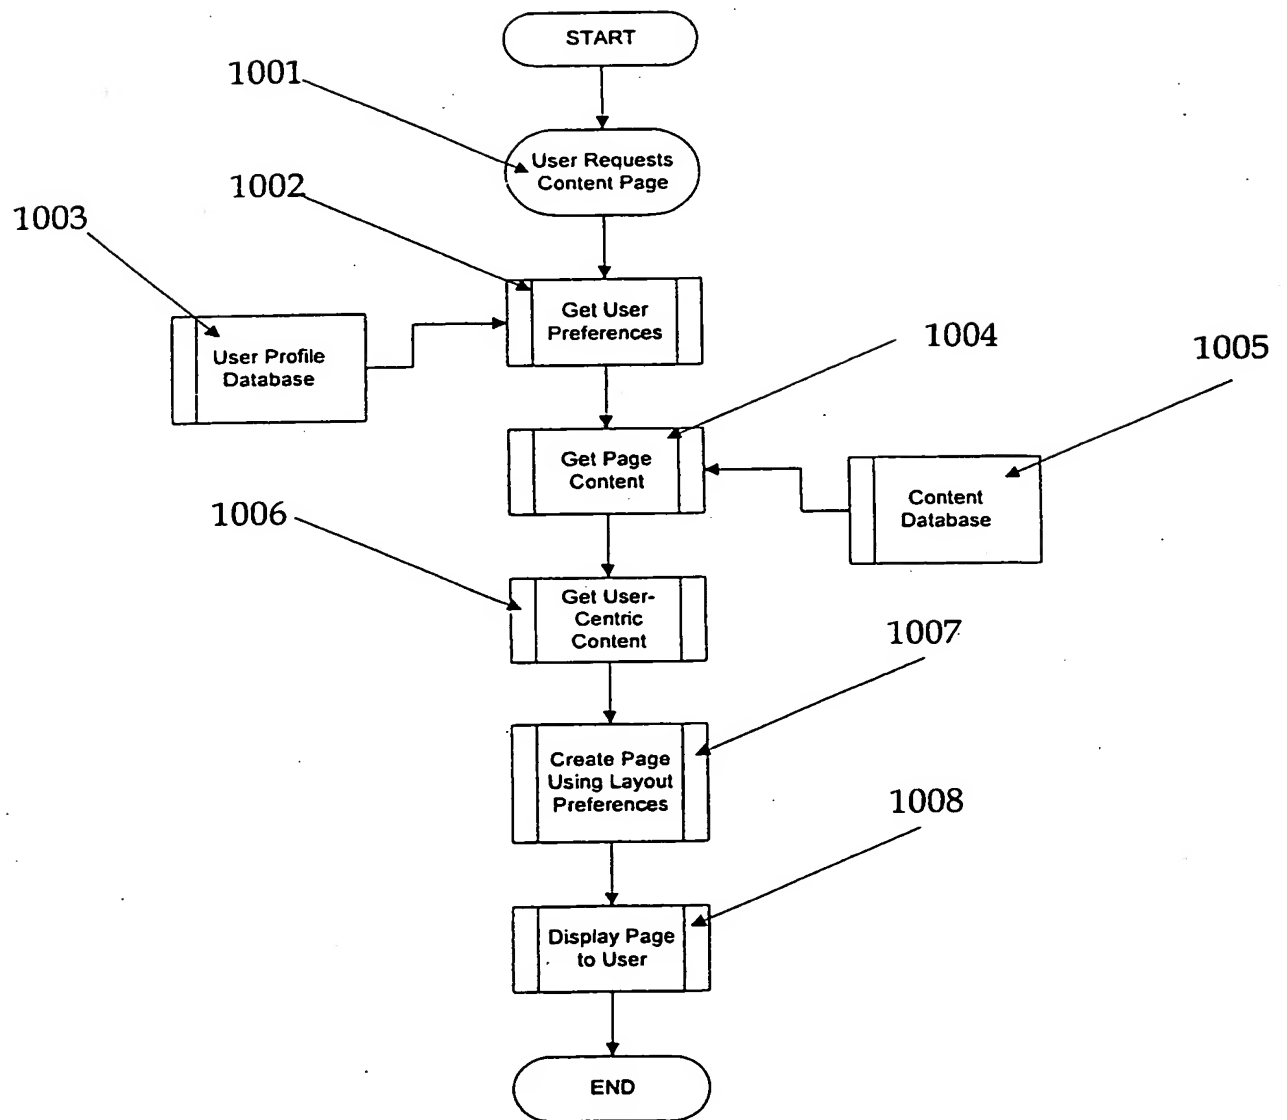 START
1001
User Requests
Content Page
1002
1003
Get User
Preferences
User Profile
Database
1004
1005
Get Page
Content
Content
Database
1006
Get User-
Centric
Content
1007
Create Page
Using Layout
Preferences
1008
Display Page
to User
END